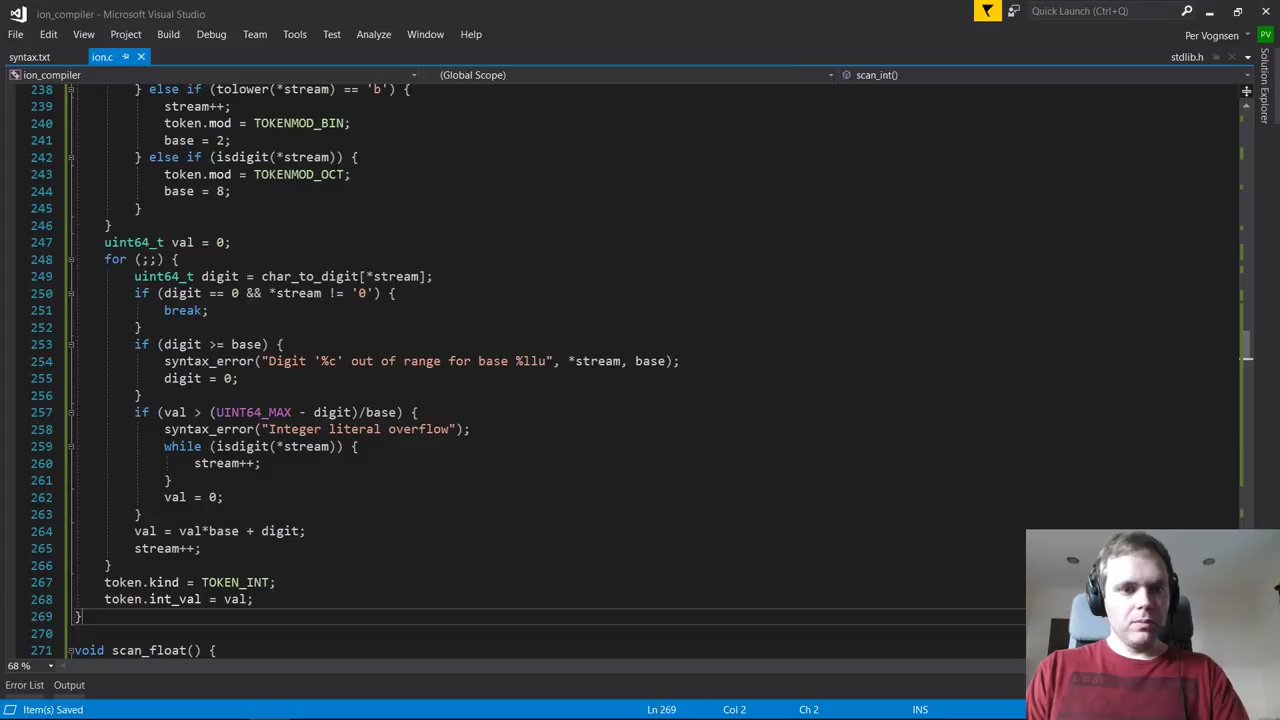 ion_compiler - Microsoft Visual Studio
Quick Launch (Ctrl+Q)
File Edit View Project Build Debug Team Tools Test Analyze Window Help
Per Vognsen PV
syntax.txt ion.c stdlib.h
ion_compiler (Global Scope) scan_int()
Solution Explorer
238 } else if (tolower(*stream) == 'b') {
239 stream++;
240 token.mod = TOKENMOD_BIN;
241 base = 2;
242 } else if (isdigit(*stream)) {
243 token.mod = TOKENMOD_OCT;
244 base = 8;
245 }
246 }
247 uint64_t val = 0;
248 for (;;) {
249 uint64_t digit = char_to_digit[*stream];
250 if (digit == 0 && *stream != '0') {
251 break;
252 }
253 if (digit >= base) {
254 syntax_error("Digit '%c' out of range for base %llu", *stream, base);
255 digit = 0;
256 }
257 if (val > (UINT64_MAX - digit)/base) {
258 syntax_error("Integer literal overflow");
259 while (isdigit(*stream)) {
260 stream++;
261 }
262 val = 0;
263 }
264 val = val*base + digit;
265 stream++;
266 }
267 token.kind = TOKEN_INT;
268 token.int_val = val;
269 }
270
271 void scan_float() {
68 %
Error List Output
Item(s) Saved Ln 269 Col 2 Ch 2 INS